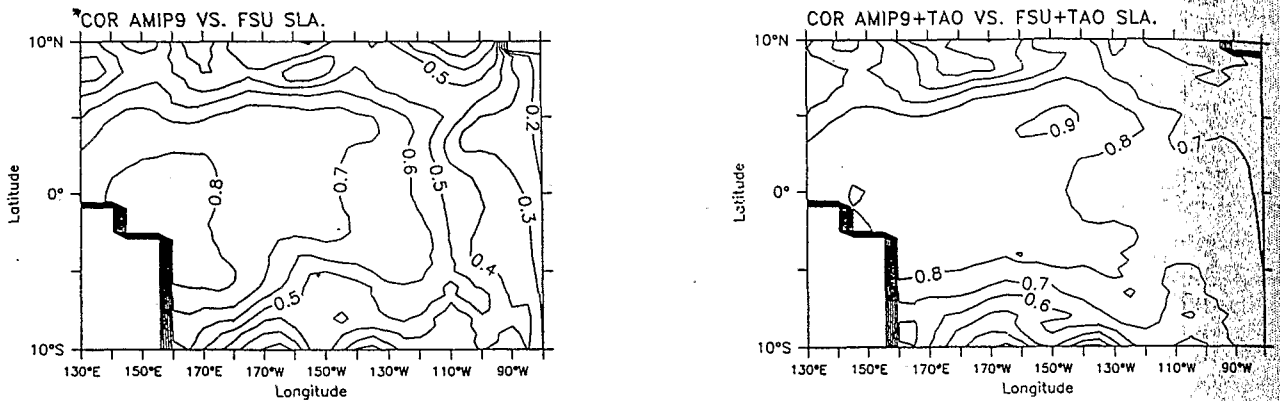 *COR AMIP9 VS. FSU SLA.
10°N
0°
10°S
Latitude
130°E 150°E 170°E 170°W 150°W 130°W 110°W 90°W
Longitude
0.5
0.2
0.8
0.7
0.6
0.5
0.3
0.4
0.5
COR AMIP9+TAO VS. FSU+TAO SLA.
10°N
0°
10°S
Latitude
130°E 150°E 170°E 170°W 150°W 130°W 110°W 90°W
Longitude
0.9
0.8
0.7
0.8
0.7
0.6